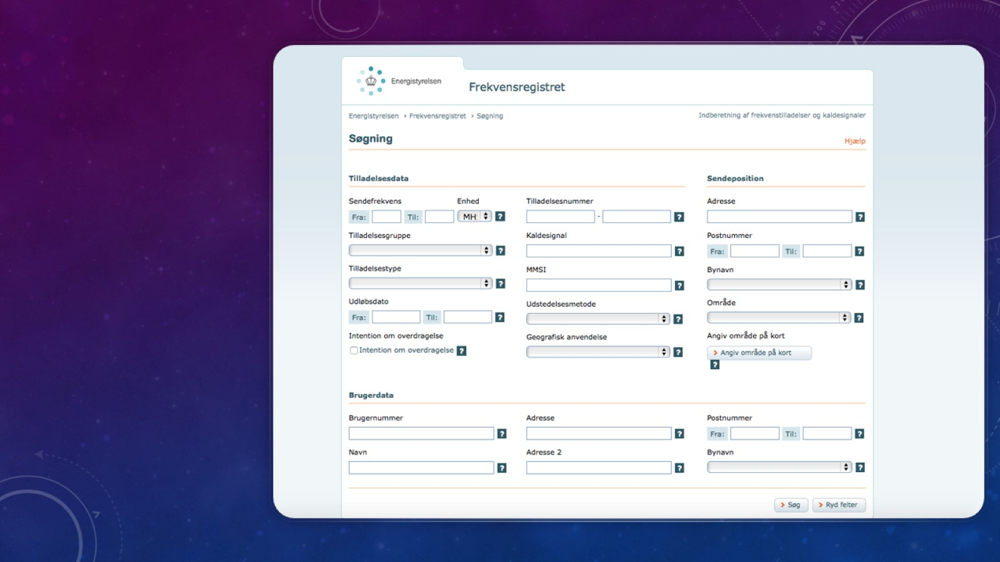 200
Energistyrelsen
Frekvensregistret
Energistyrelsen › Frekvensregistret › Søgning
Indberetning af frekvenstilladelser og kaldesignaler
Søgning
Hjælp
Tilladelsesdata
Sendefrekvens
Enhed
Fra:
Til:
MH:
?
Tilladelsesgruppe
?
Tilladelsestype
?
Udløbsdato
Fra:
Til:
?
Intention om overdragelse
Intention om overdragelse ?
Tilladelsesnummer
-
?
Kaldesignal
?
MMSI
?
Udstedelsesmetode
?
Geografisk anvendelse
?
Sendeposition
Adresse
?
Postnummer
Fra:
Til:
?
Bynavn
?
Område
?
Angiv område på kort
› Angiv område på kort
?
Brugerdata
Brugernummer
?
Navn
?
Adresse
?
Adresse 2
?
Postnummer
Fra:
Til:
?
Bynavn
?
› Søg
› Ryd felter